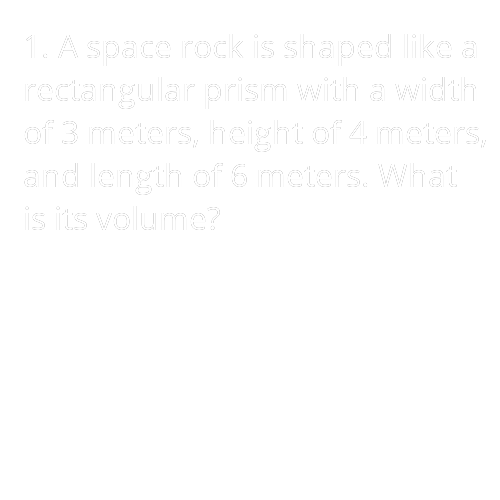 1. A space rock is shaped like a
rectangular prism with a width
of 3 meters, height of 4 meters,
and length of 6 meters. What
is its volume?